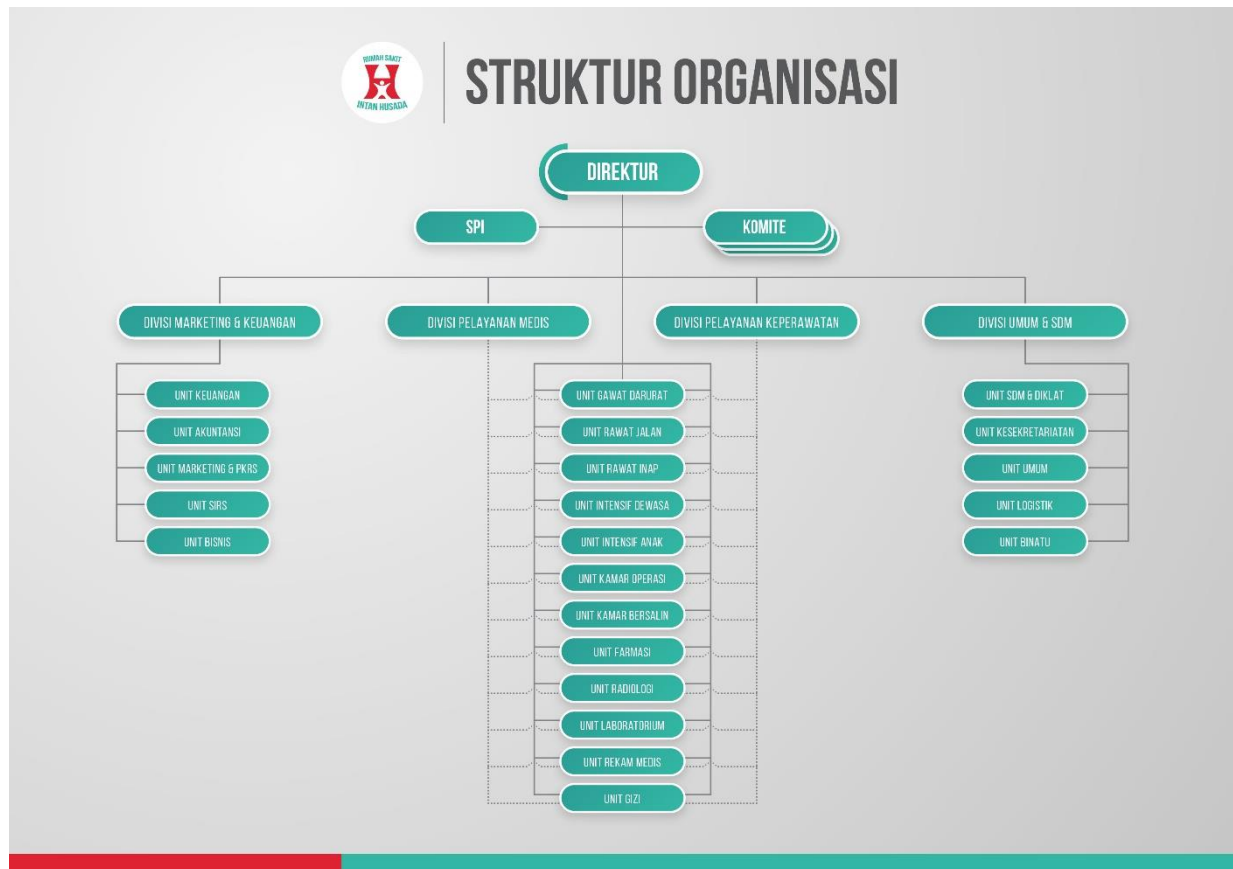 RUMAH SAKIT
INTAN HUSADA
STRUKTUR ORGANISASI
DIREKTUR
SPI
KOMITE
DIVISI MARKETING & KEUANGAN
DIVISI PELAYANAN MEDIS
DIVISI PELAYANAN KEPERAWATAN
DIVISI UMUM & SDM
UNIT KEUANGAN
UNIT AKUNTANSI
UNIT MARKETING & PKRS
UNIT SIRS
UNIT BISNIS
UNIT GAWAT DARURAT
UNIT RAWAT JALAN
UNIT RAWAT INAP
UNIT INTENSIF DEWASA
UNIT INTENSIF ANAK
UNIT KAMAR OPERASI
UNIT KAMAR BERSALIN
UNIT FARMASI
UNIT RADIOLOGI
UNIT LABORATORIUM
UNIT REKAM MEDIS
UNIT GIZI
UNIT SDM & DIKLAT
UNIT KESEKRETARIATAN
UNIT UMUM
UNIT LOGISTIK
UNIT BINATU